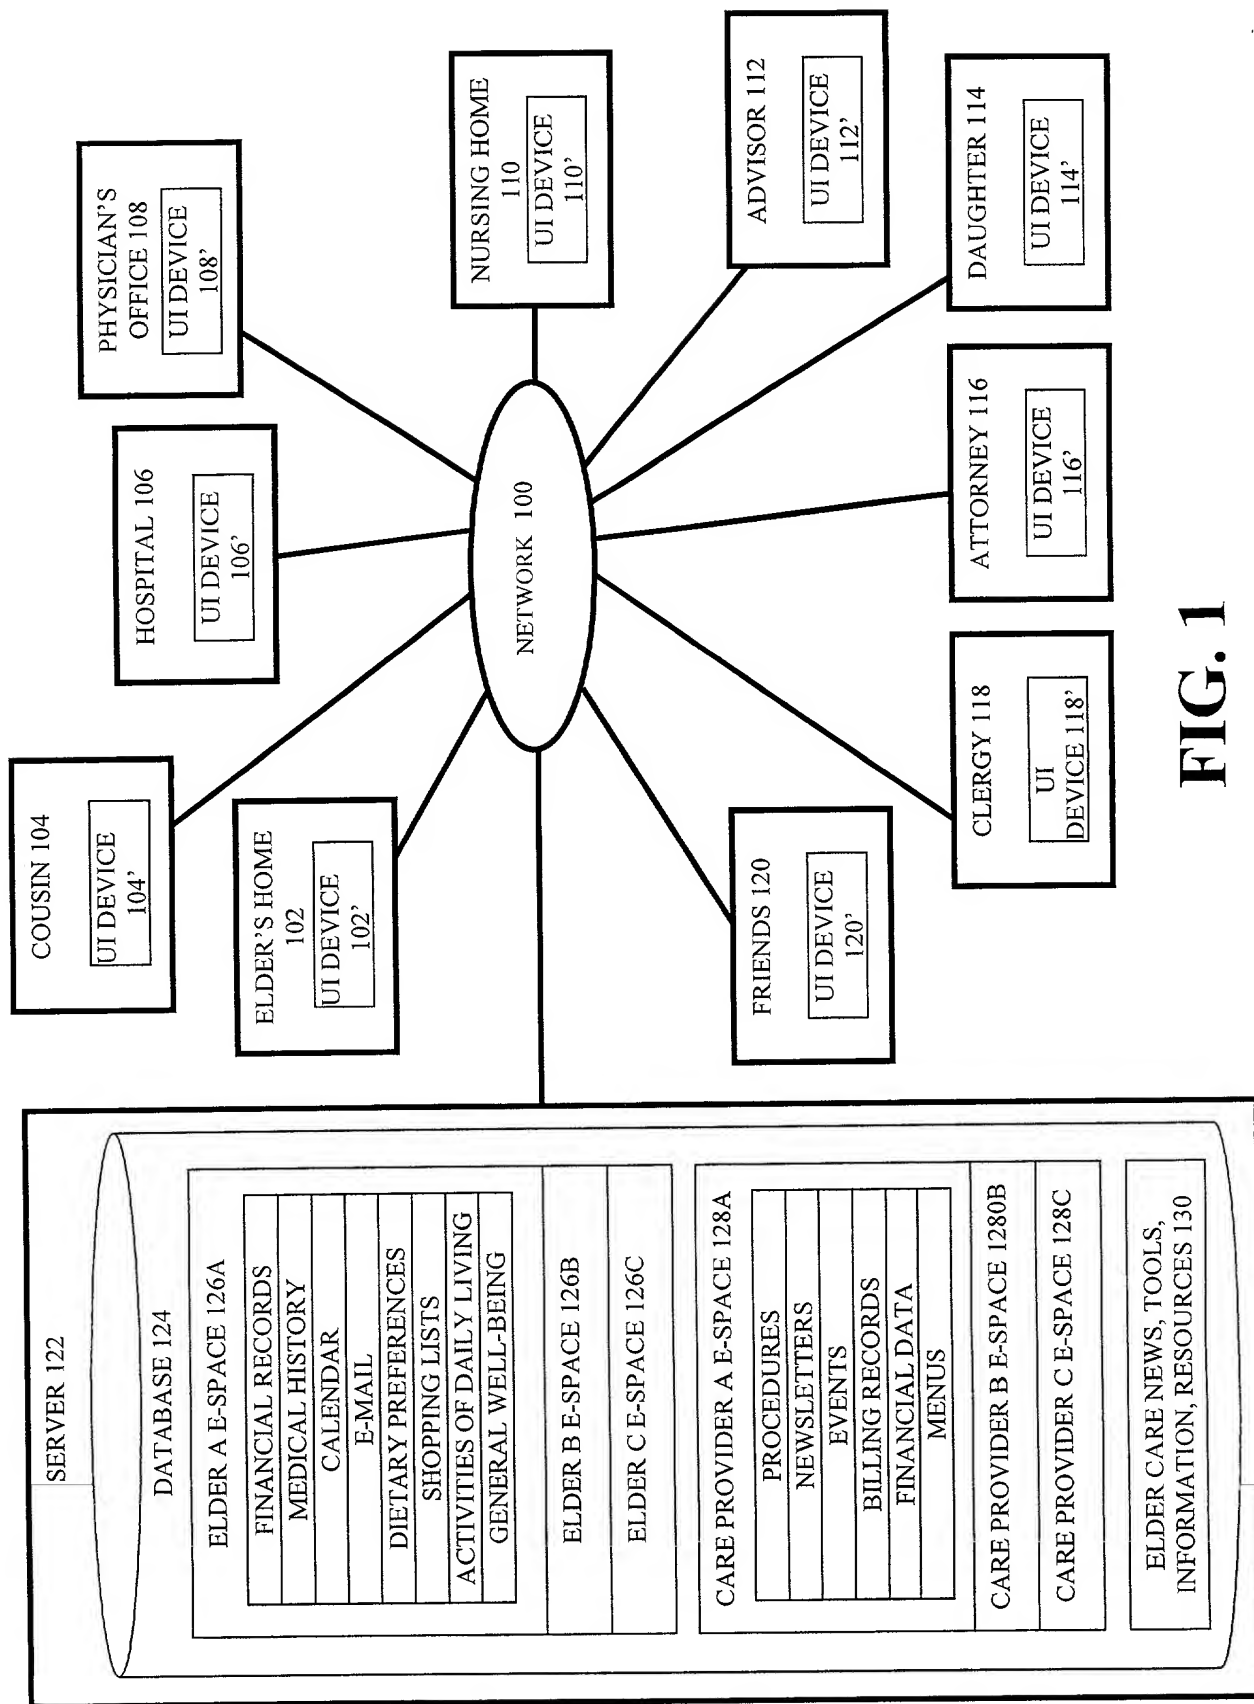 SERVER 122
DATABASE 124
ELDER A E-SPACE 126A
FINANCIAL RECORDS
MEDICAL HISTORY
CALENDAR
E-MAIL
DIETARY PREFERENCES
SHOPPING LISTS
ACTIVITIES OF DAILY LIVING
GENERAL WELL-BEING
ELDER B E-SPACE 126B
ELDER C E-SPACE 126C
CARE PROVIDER A E-SPACE 128A
PROCEDURES
NEWSLETTERS
EVENTS
BILLING RECORDS
FINANCIAL DATA
MENUS
CARE PROVIDER B E-SPACE 1280B
CARE PROVIDER C E-SPACE 128C
ELDER CARE NEWS, TOOLS,
INFORMATION, RESOURCES 130
COUSIN 104
UI DEVICE
104’
ELDER’S HOME
102
UI DEVICE
102’
HOSPITAL 106
UI DEVICE
106’
PHYSICIAN’S
OFFICE 108
UI DEVICE
108’
NETWORK 100
NURSING HOME
110
UI DEVICE
110’
ADVISOR 112
UI DEVICE
112’
FRIENDS 120
UI DEVICE
120’
CLERGY 118
UI
DEVICE 118’
ATTORNEY 116
UI DEVICE
116’
DAUGHTER 114
UI DEVICE
114’
FIG. 1